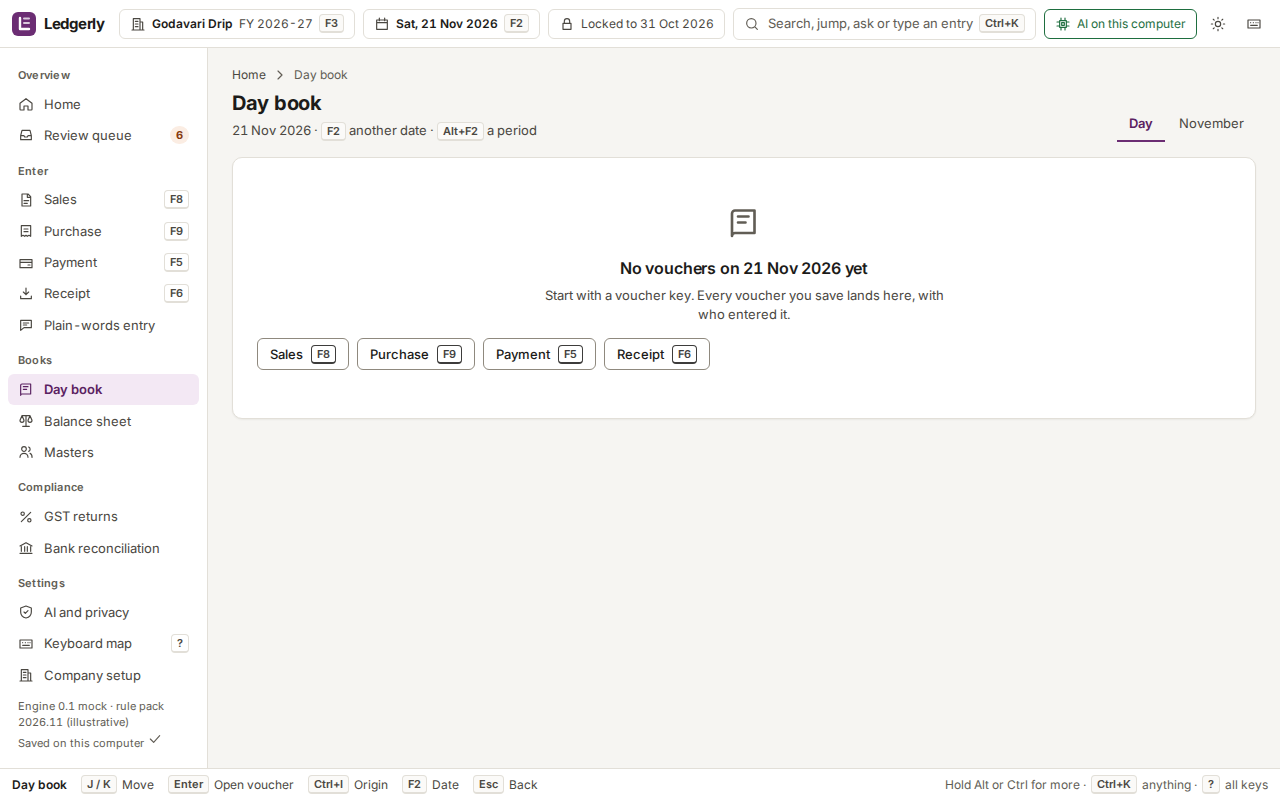 Ledgerly
Godavari Drip FY 2026-27 F3
Sat, 21 Nov 2026 F2
Locked to 31 Oct 2026
Search, jump, ask or type an entry Ctrl+K
AI on this computer
Overview
Home
Review queue 6
Enter
Sales F8
Purchase F9
Payment F5
Receipt F6
Plain-words entry
Books
Day book
Balance sheet
Masters
Compliance
GST returns
Bank reconciliation
Settings
AI and privacy
Keyboard map ?
Company setup
Engine 0.1 mock · rule pack
2026.11 (illustrative)
Saved on this computer
Home Day book
Day book
21 Nov 2026 · F2 another date · Alt+F2 a period
Day November
No vouchers on 21 Nov 2026 yet
Start with a voucher key. Every voucher you save lands here, with
who entered it.
Sales F8 Purchase F9 Payment F5 Receipt F6
Day book J / K Move Enter Open voucher Ctrl+I Origin F2 Date Esc Back
Hold Alt or Ctrl for more · Ctrl+K anything · ? all keys